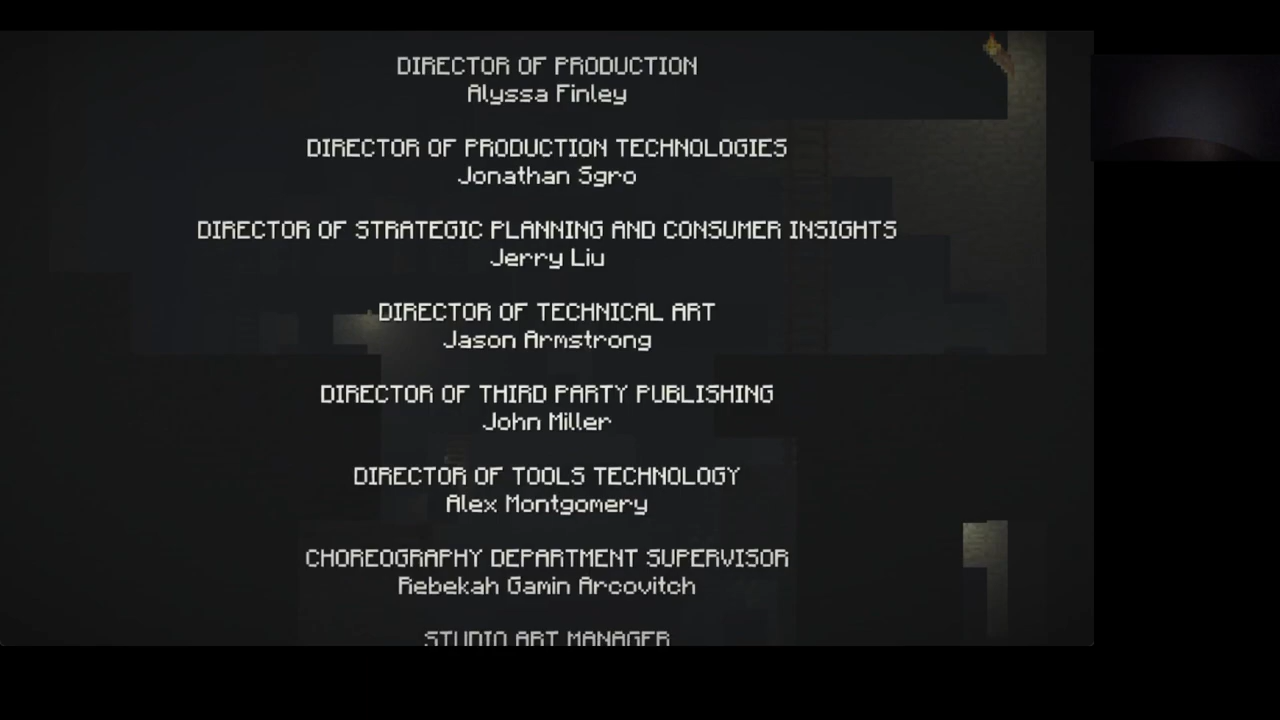 DIRECTOR OF PRODUCTION
Alyssa Finley
DIRECTOR OF PRODUCTION TECHNOLOGIES
Jonathan Sgro
DIRECTOR OF STRATEGIC PLANNING AND CONSUMER INSIGHTS
Jerry Liu
DIRECTOR OF TECHNICAL ART
Jason Armstrong
DIRECTOR OF THIRD PARTY PUBLISHING
John Miller
DIRECTOR OF TOOLS TECHNOLOGY
Alex Montgomery
CHOREOGRAPHY DEPARTMENT SUPERVISOR
Rebekah Gamin Arcovitch
STUDIO ART MANAGER